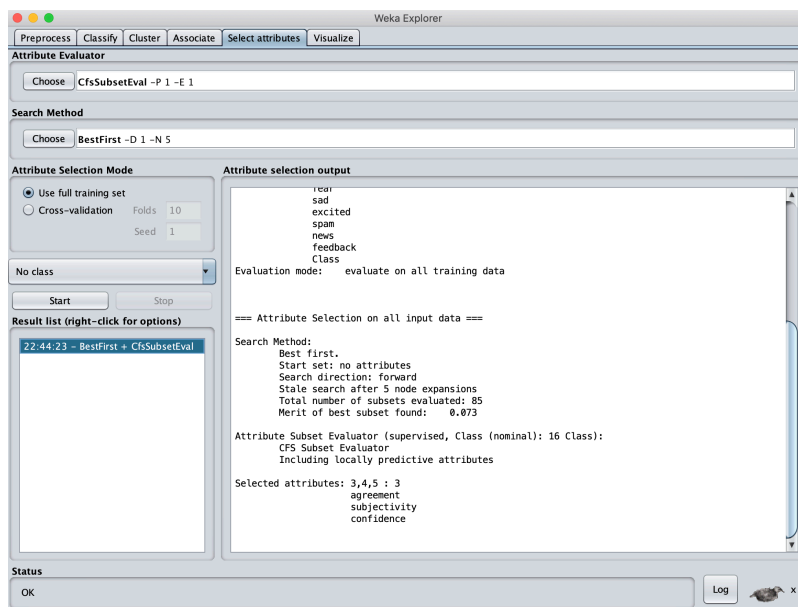 Weka Explorer
Preprocess Classify Cluster Associate Select attributes Visualize
Attribute Evaluator
Choose CfsSubsetEval -P 1 -E 1
Search Method
Choose BestFirst -D 1 -N 5
Attribute Selection Mode
Use full training set
Cross-validation Folds 10
Seed 1
No class
Start Stop
Result list (right-click for options)
22:44:23 - BestFirst + CfsSubsetEval
Attribute selection output
sad
excited
spam
news
feedback
Class
Evaluation mode: evaluate on all training data
=== Attribute Selection on all input data ===
Search Method:
Best first.
Start set: no attributes
Search direction: forward
Stale search after 5 node expansions
Total number of subsets evaluated: 85
Merit of best subset found: 0.073
Attribute Subset Evaluator (supervised, Class (nominal): 16 Class):
CFS Subset Evaluator
Including locally predictive attributes
Selected attributes: 3,4,5 : 3
agreement
subjectivity
confidence
Status
OK
Log
x